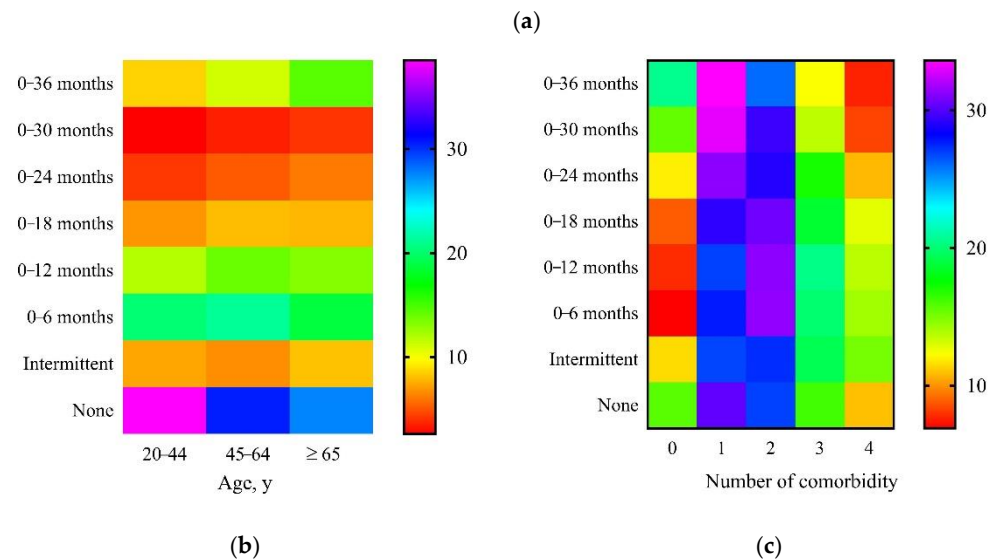 (a)
0–36 months
0–30 months
0–24 months
0–18 months
0–12 months
0–6 months
Intermittent
None
20–44 45–64 ≥ 65
Age, y
30
20
10
(b)
0–36 months
0–30 months
0–24 months
0–18 months
0–12 months
0–6 months
Intermittent
None
0 1 2 3 4
Number of comorbidity
30
20
10
(c)